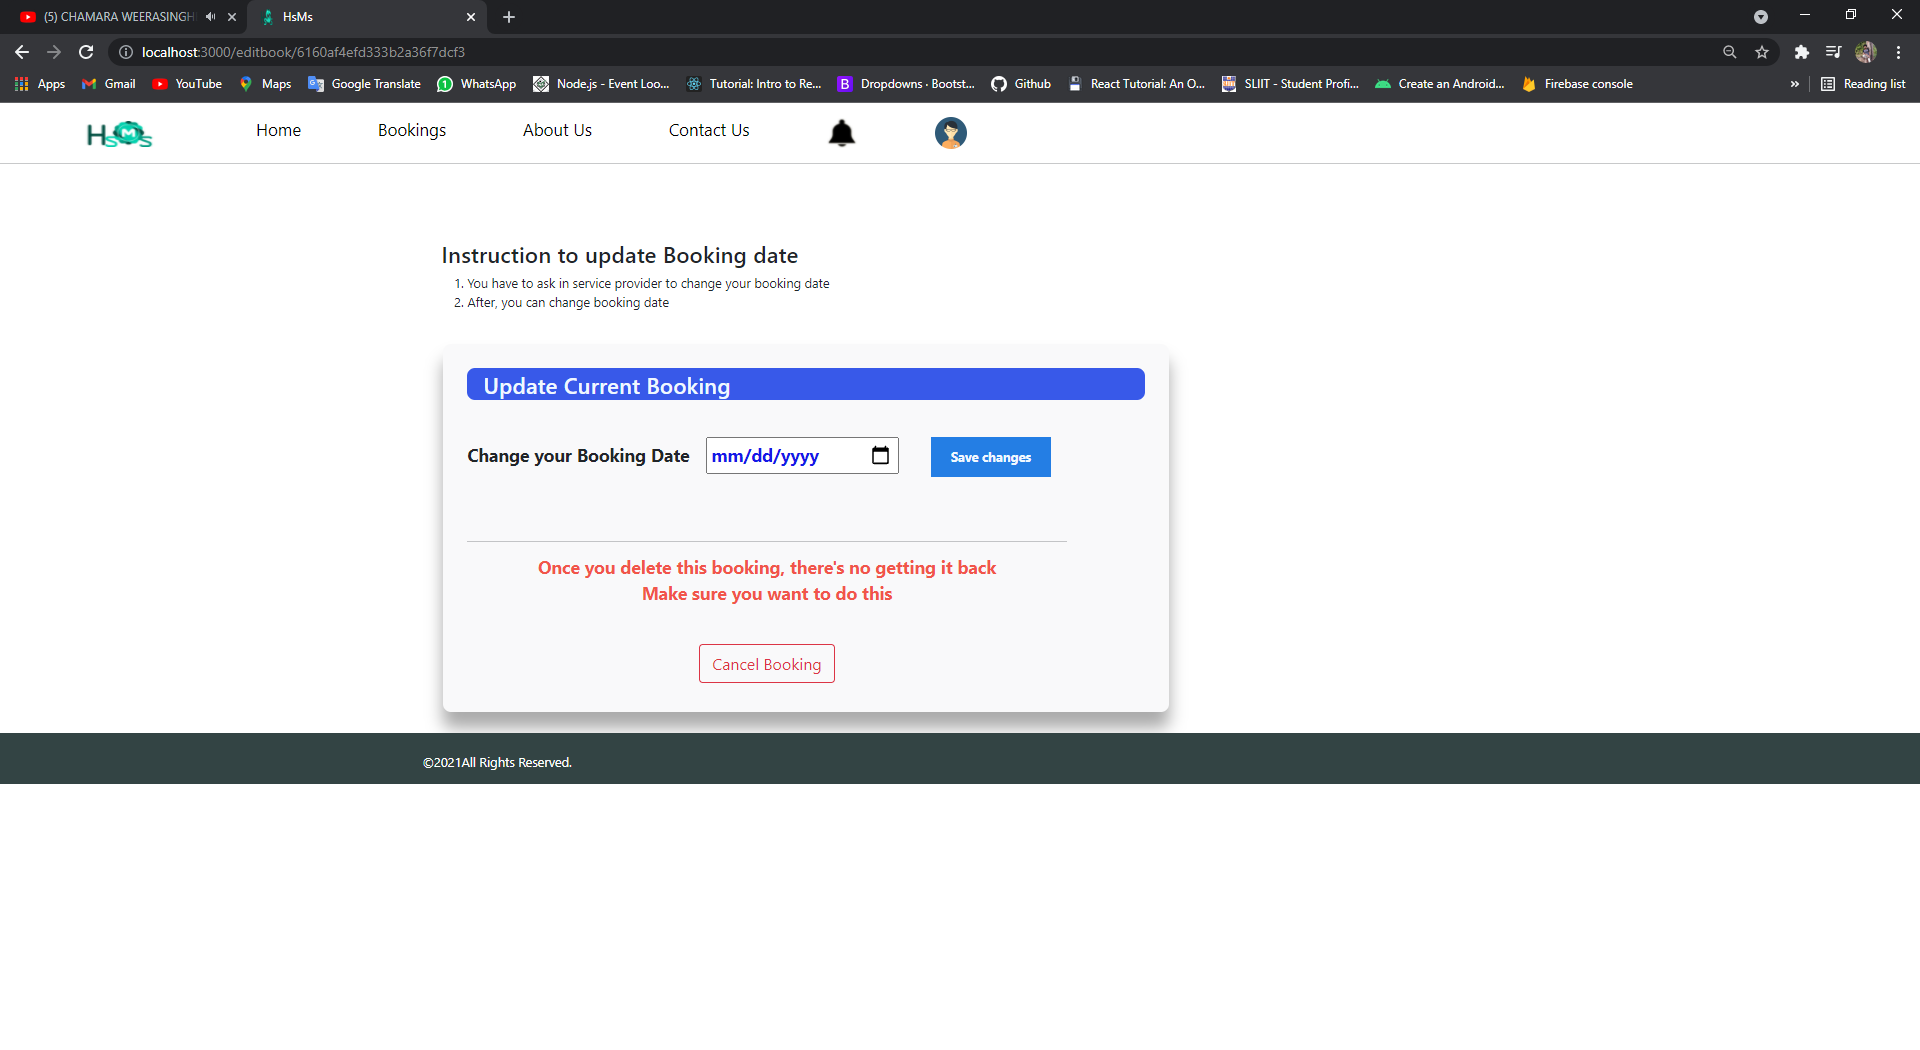 (5) CHAMARA WEERASINGH
HsMs
localhost:3000/editbook/6160af4efd333b2a36f7dcf3
Apps Gmail YouTube Maps Google Translate WhatsApp Node.js - Event Loo... Tutorial: Intro to Re... Dropdowns · Bootst... Github React Tutorial: An O... SLIIT - Student Profi... Create an Android... Firebase console » Reading list
HsMs Home Bookings About Us Contact Us
Instruction to update Booking date
1. You have to ask in service provider to change your booking date
2. After, you can change booking date
Update Current Booking
Change your Booking Date mm/dd/yyyy Save changes
Once you delete this booking, there's no getting it back
Make sure you want to do this
Cancel Booking
©2021All Rights Reserved.